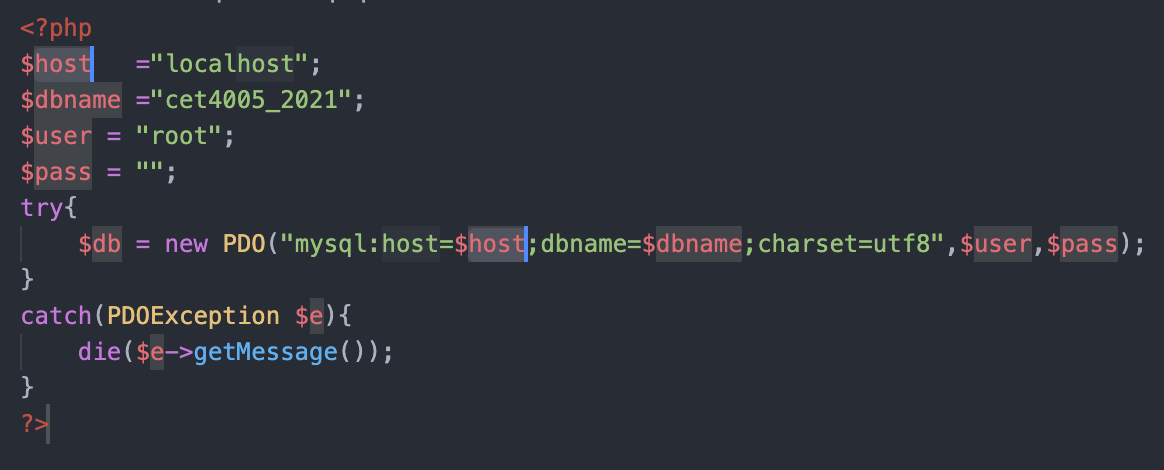 <?php
$host   ="localhost";
$dbname ="cet4005_2021";
$user = "root";
$pass = "";
try{
    $db = new PDO("mysql:host=$host;dbname=$dbname;charset=utf8",$user,$pass);
}
catch(PDOException $e){
    die($e->getMessage());
}
?>